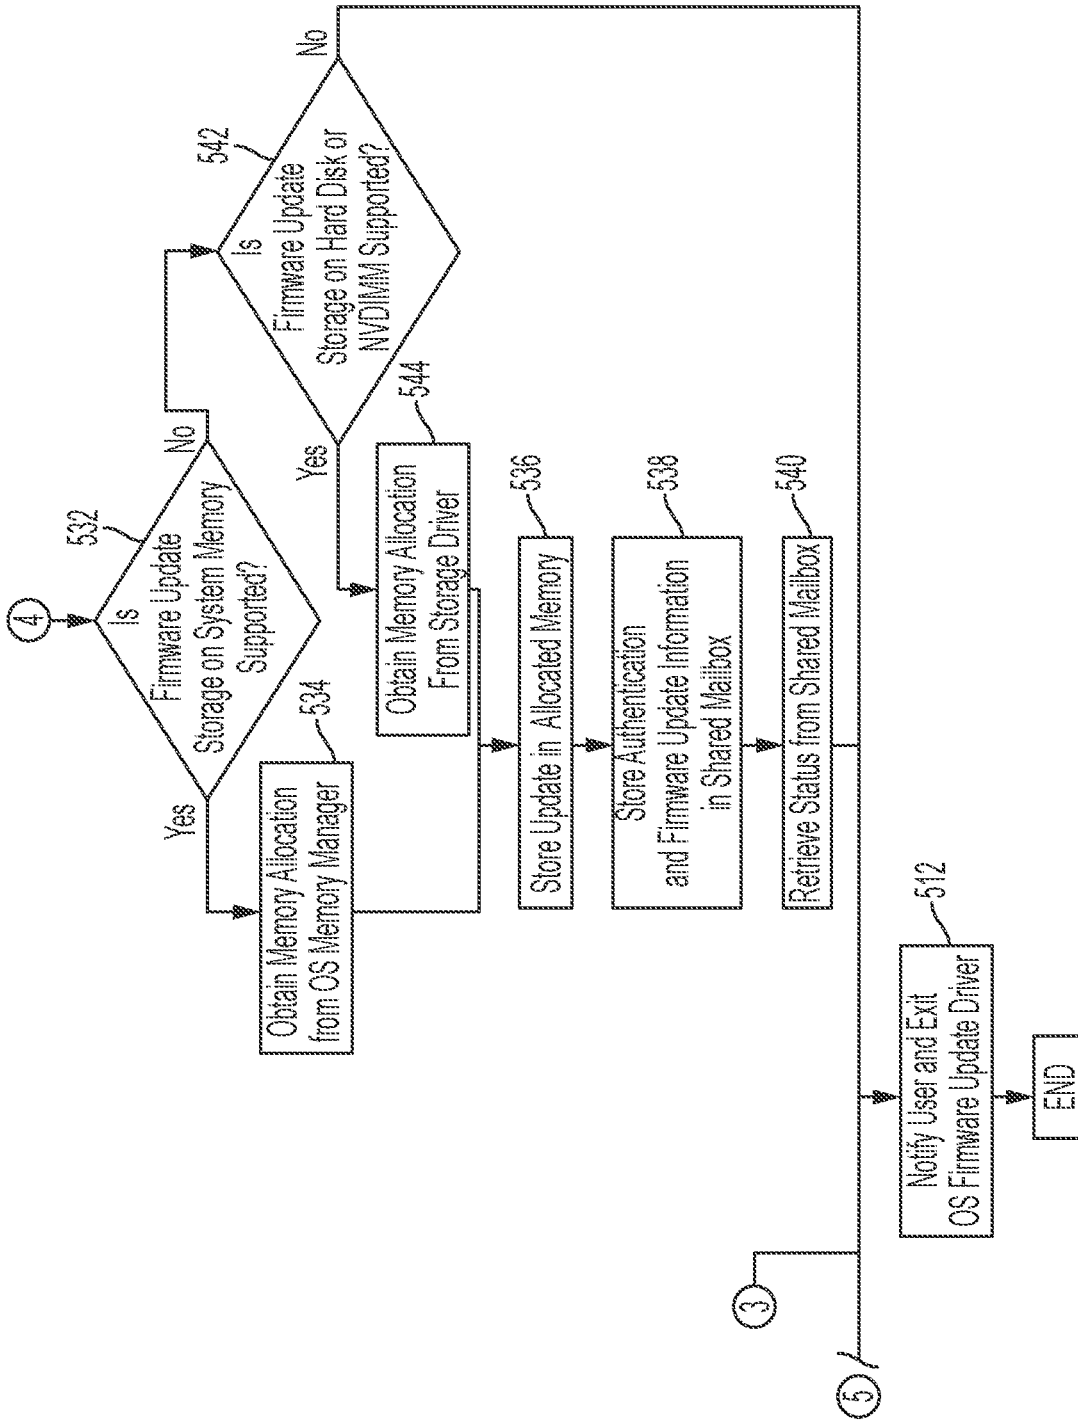 4
532
Is
Firmware Update
Storage on System Memory
Supported?
Yes
No
534
Obtain Memory Allocation
from OS Memory Manager
542
Is
Firmware Update
Storage on Hard Disk or
NVDIMM Supported?
Yes
No
544
Obtain Memory Allocation
From Storage Driver
536
Store Update in Allocated Memory
538
Store Authentication
and Firmware Update Information
in Shared Mailbox
540
Retrieve Status from Shared Mailbox
3
5
512
Notify User and Exit
OS Firmware Update Driver
END